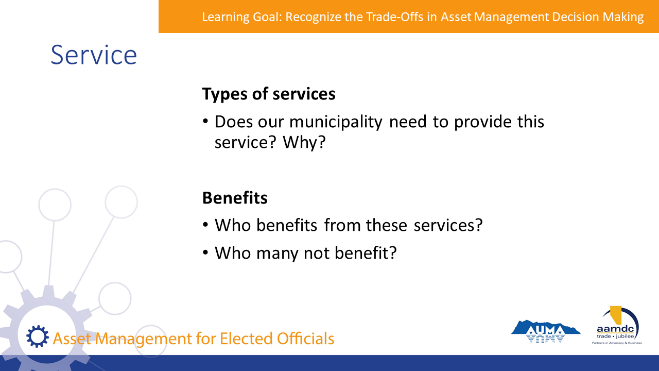 Learning Goal: Recognize the Trade-Offs in Asset Management Decision Making
Service
Types of services
• Does our municipality need to provide this
service? Why?
Benefits
• Who benefits from these services?
• Who many not benefit?
Asset Management for Elected Officials
AUMA
aamdc
trade • jubilee